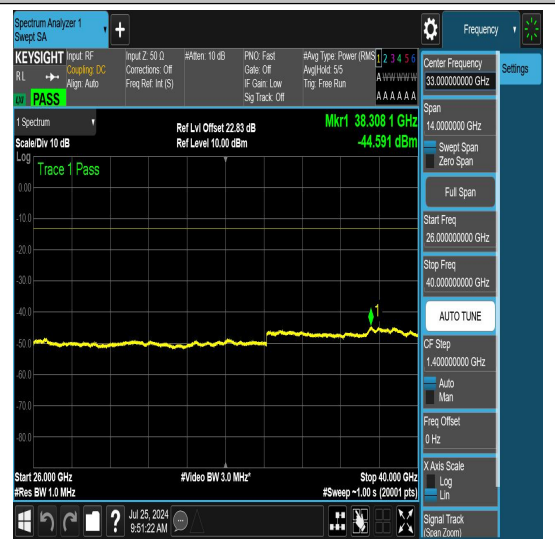 Spectrum Analyzer 1
Swept SA
+
Frequency
KEYSIGHT
RL
LXI
PASS
Input: RF
Coupling: DC
Align: Auto
Input Z: 50 Ω
Corrections: Off
Freq Ref: Int (S)
#Atten: 10 dB
PNO: Fast
Gate: Off
IF Gain: Low
Sig Track: Off
#Avg Type: Power (RMS
Avg|Hold: 5/5
Trig: Free Run
1 2 3 4 5 6
A W W W W W
A A A A A A
Center Frequency
33.000000000 GHz
Settings
Span
14.0000000 GHz
Swept Span
Zero Span
Full Span
Start Freq
26.000000000 GHz
Stop Freq
40.000000000 GHz
AUTO TUNE
CF Step
1.400000000 GHz
Auto
Man
Freq Offset
0 Hz
X Axis Scale
Log
Lin
Signal Track
(Span Zoom)
1 Spectrum
Scale/Div 10 dB
Ref Lvl Offset 22.83 dB
Ref Level 10.00 dBm
Mkr1 38.308 1 GHz
-44.591 dBm
Log
Trace 1 Pass
0.00
-10.0
-20.0
-30.0
-40.0
1
-50.0
-60.0
-70.0
-80.0
Start 26.000 GHz
#Res BW 1.0 MHz
#Video BW 3.0 MHz*
Stop 40.000 GHz
#Sweep ~1.00 s (20001 pts)
?
Jul 25, 2024
9:51:22 AM